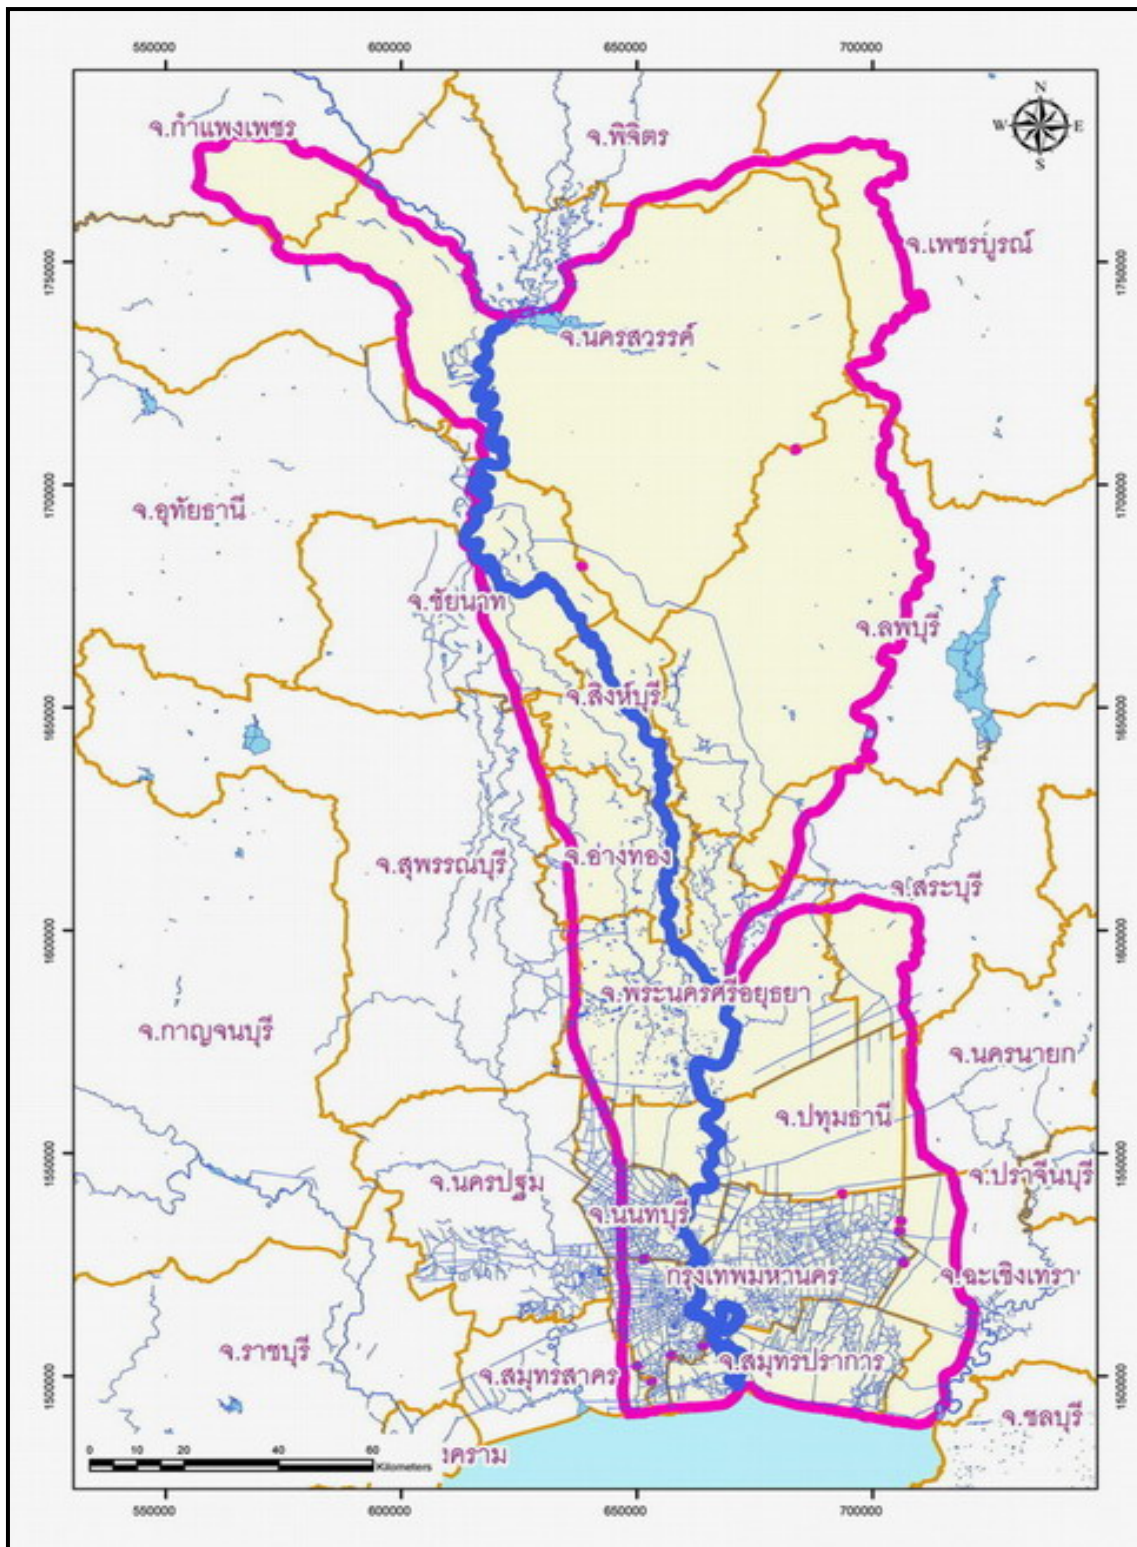 550000 600000 650000 700000
N
W E
S
จ.กำแพงเพชร
จ.พิจิตร
จ.เพชรบูรณ์
1750000 1750000
จ.นครสวรรค์
1700000 1700000
จ.อุทัยธานี
จ.ชัยนาท
จ.ลพบุรี
จ.สิงห์บุรี
1650000 1650000
จ.สุพรรณบุรี
จ.อ่างทอง
จ.สระบุรี
1600000 1600000
จ.พระนครศรีอยุธยา
จ.กาญจนบุรี
จ.นครนายก
จ.ปทุมธานี
1550000 1550000
จ.นครปฐม
จ.ปราจีนบุรี
จ.นนทบุรี
กรุงเทพมหานคร
จ.ฉะเชิงเทรา
จ.ราชบุรี
จ.สมุทรสาคร
จ.สมุทรปราการ
1500000 1500000
จ.ชลบุรี
งคราม
0 10 20 40 60
Kilometers
550000 600000 650000 700000